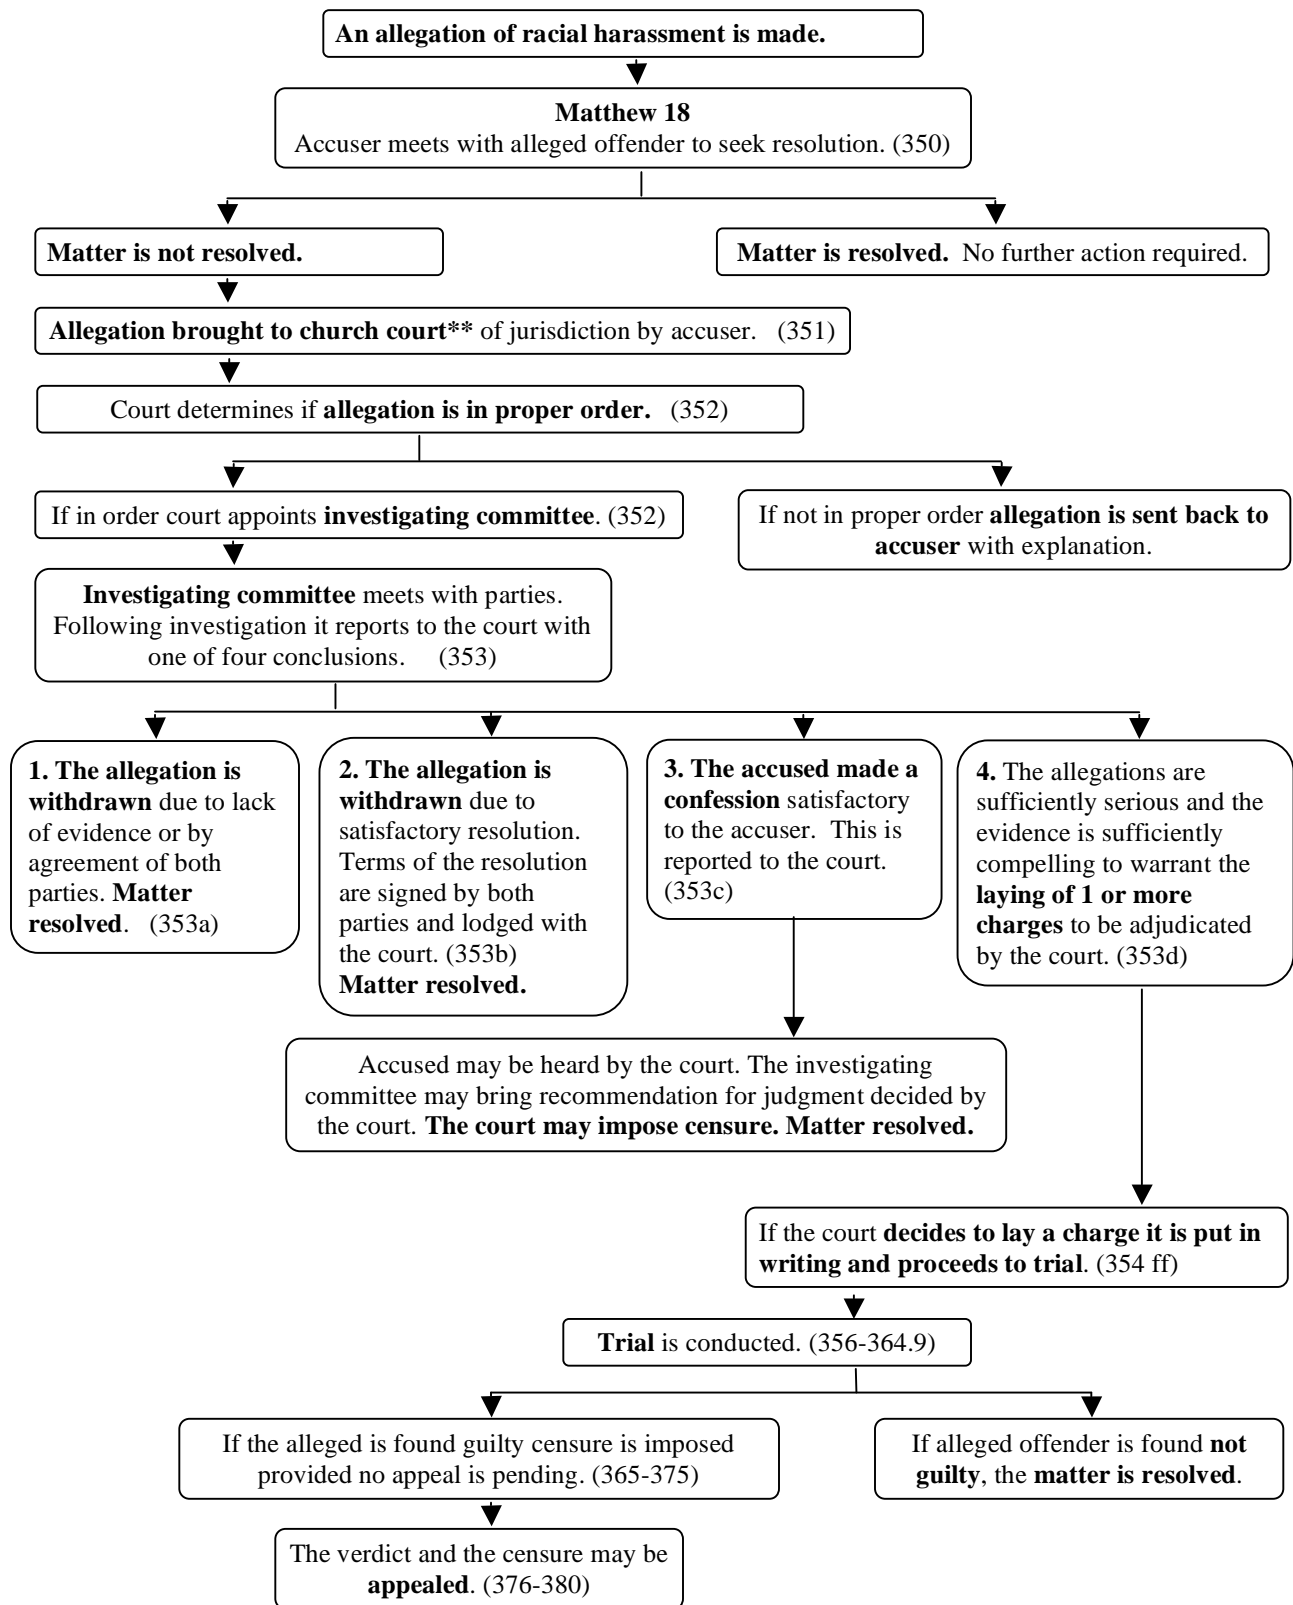 An allegation of racial harassment is made.
Matthew 18
Accuser meets with alleged offender to seek resolution. (350)
Matter is not resolved.
Matter is resolved.  No further action required.
Allegation brought to church court** of jurisdiction by accuser.   (351)
Court determines if allegation is in proper order.   (352)
If in order court appoints investigating committee. (352)
If not in proper order allegation is sent back to
accuser with explanation.
Investigating committee meets with parties.
Following investigation it reports to the court with
one of four conclusions.    (353)
1. The allegation is
withdrawn due to lack
of evidence or by
agreement of both
parties. Matter
resolved.   (353a)
2. The allegation is
withdrawn due to
satisfactory resolution.
Terms of the resolution
are signed by both
parties and lodged with
the court. (353b)
Matter resolved.
3. The accused made a
confession satisfactory
to the accuser.  This is
reported to the court.
(353c)
4. The allegations are
sufficiently serious and the
evidence is sufficiently
compelling to warrant the
laying of 1 or more
charges to be adjudicated
by the court. (353d)
Accused may be heard by the court. The investigating
committee may bring recommendation for judgment decided by
the court. The court may impose censure. Matter resolved.
If the court decides to lay a charge it is put in
writing and proceeds to trial. (354 ff)
Trial is conducted. (356-364.9)
If the alleged is found guilty censure is imposed
provided no appeal is pending. (365-375)
If alleged offender is found not
guilty, the matter is resolved.
The verdict and the censure may be
appealed. (376-380)